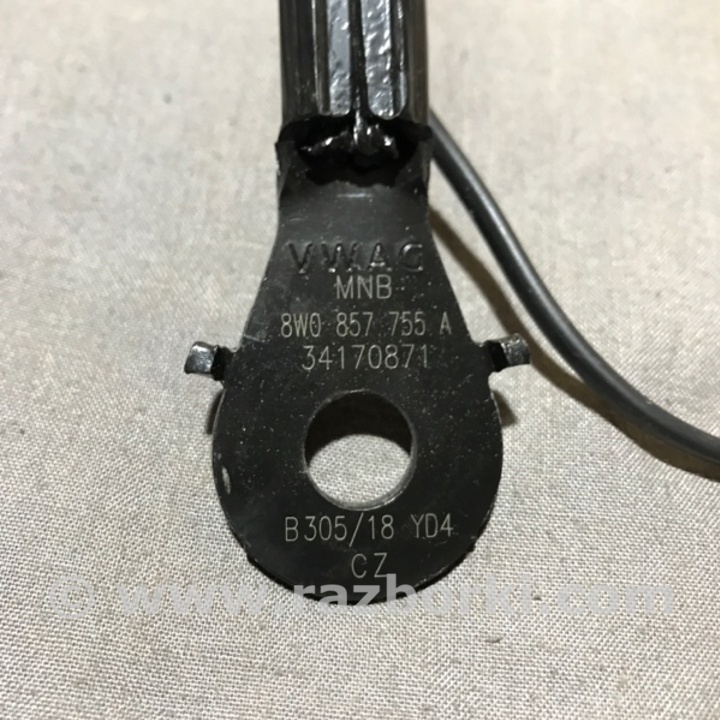 VWAG
MNB
8W0 857 755 A
34170871
B305/18 YD4
CZ
© www.razborki.com